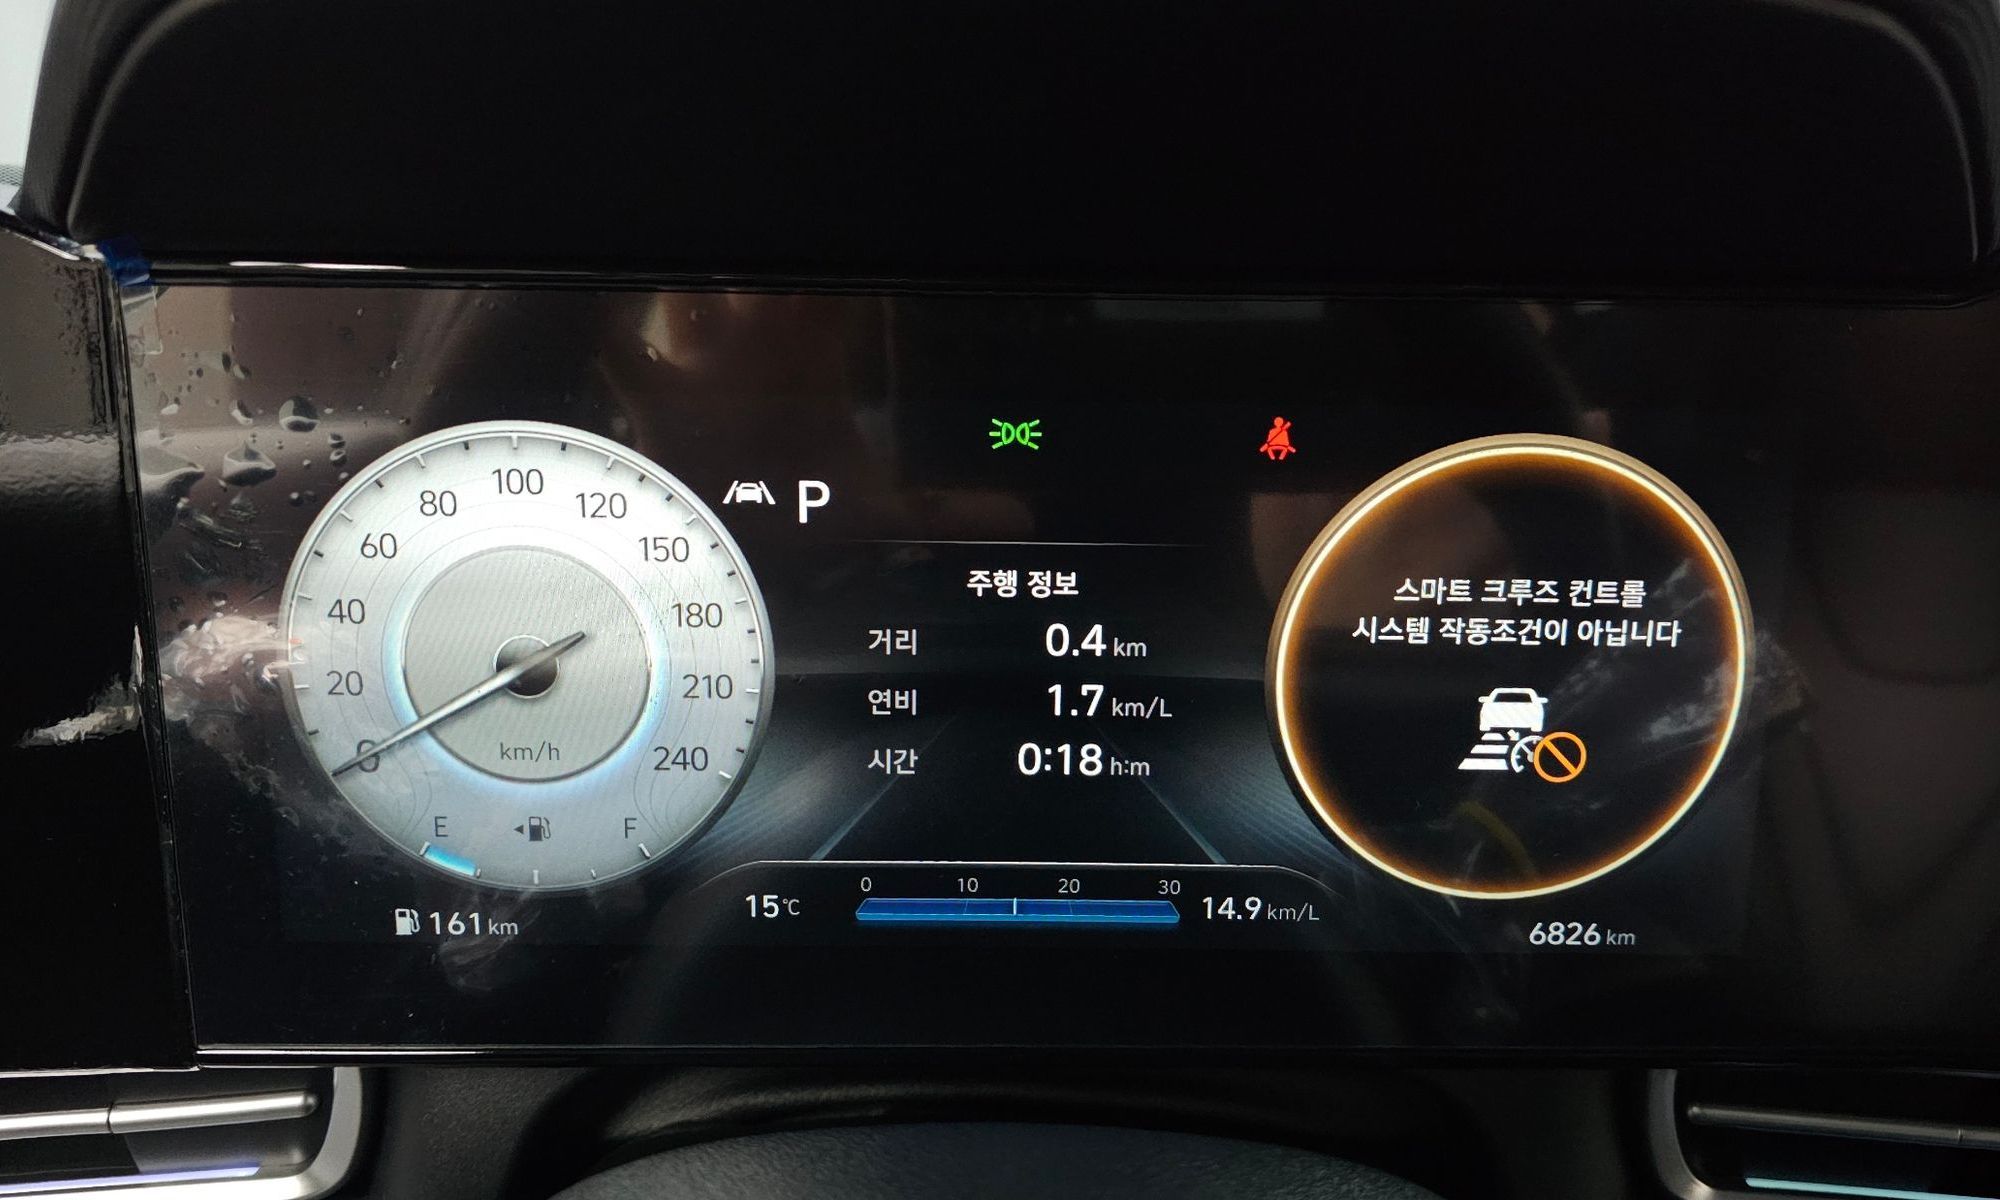 100
80
120
60
150
40
180
20
210
0
240
km/h
E
F
161 km
P
주행 정보
거리 0.4 km
연비 1.7 km/L
시간 0:18 h:m
0 10 20 30
15°C
14.9 km/L
스마트 크루즈 컨트롤
시스템 작동조건이 아닙니다
6826 km